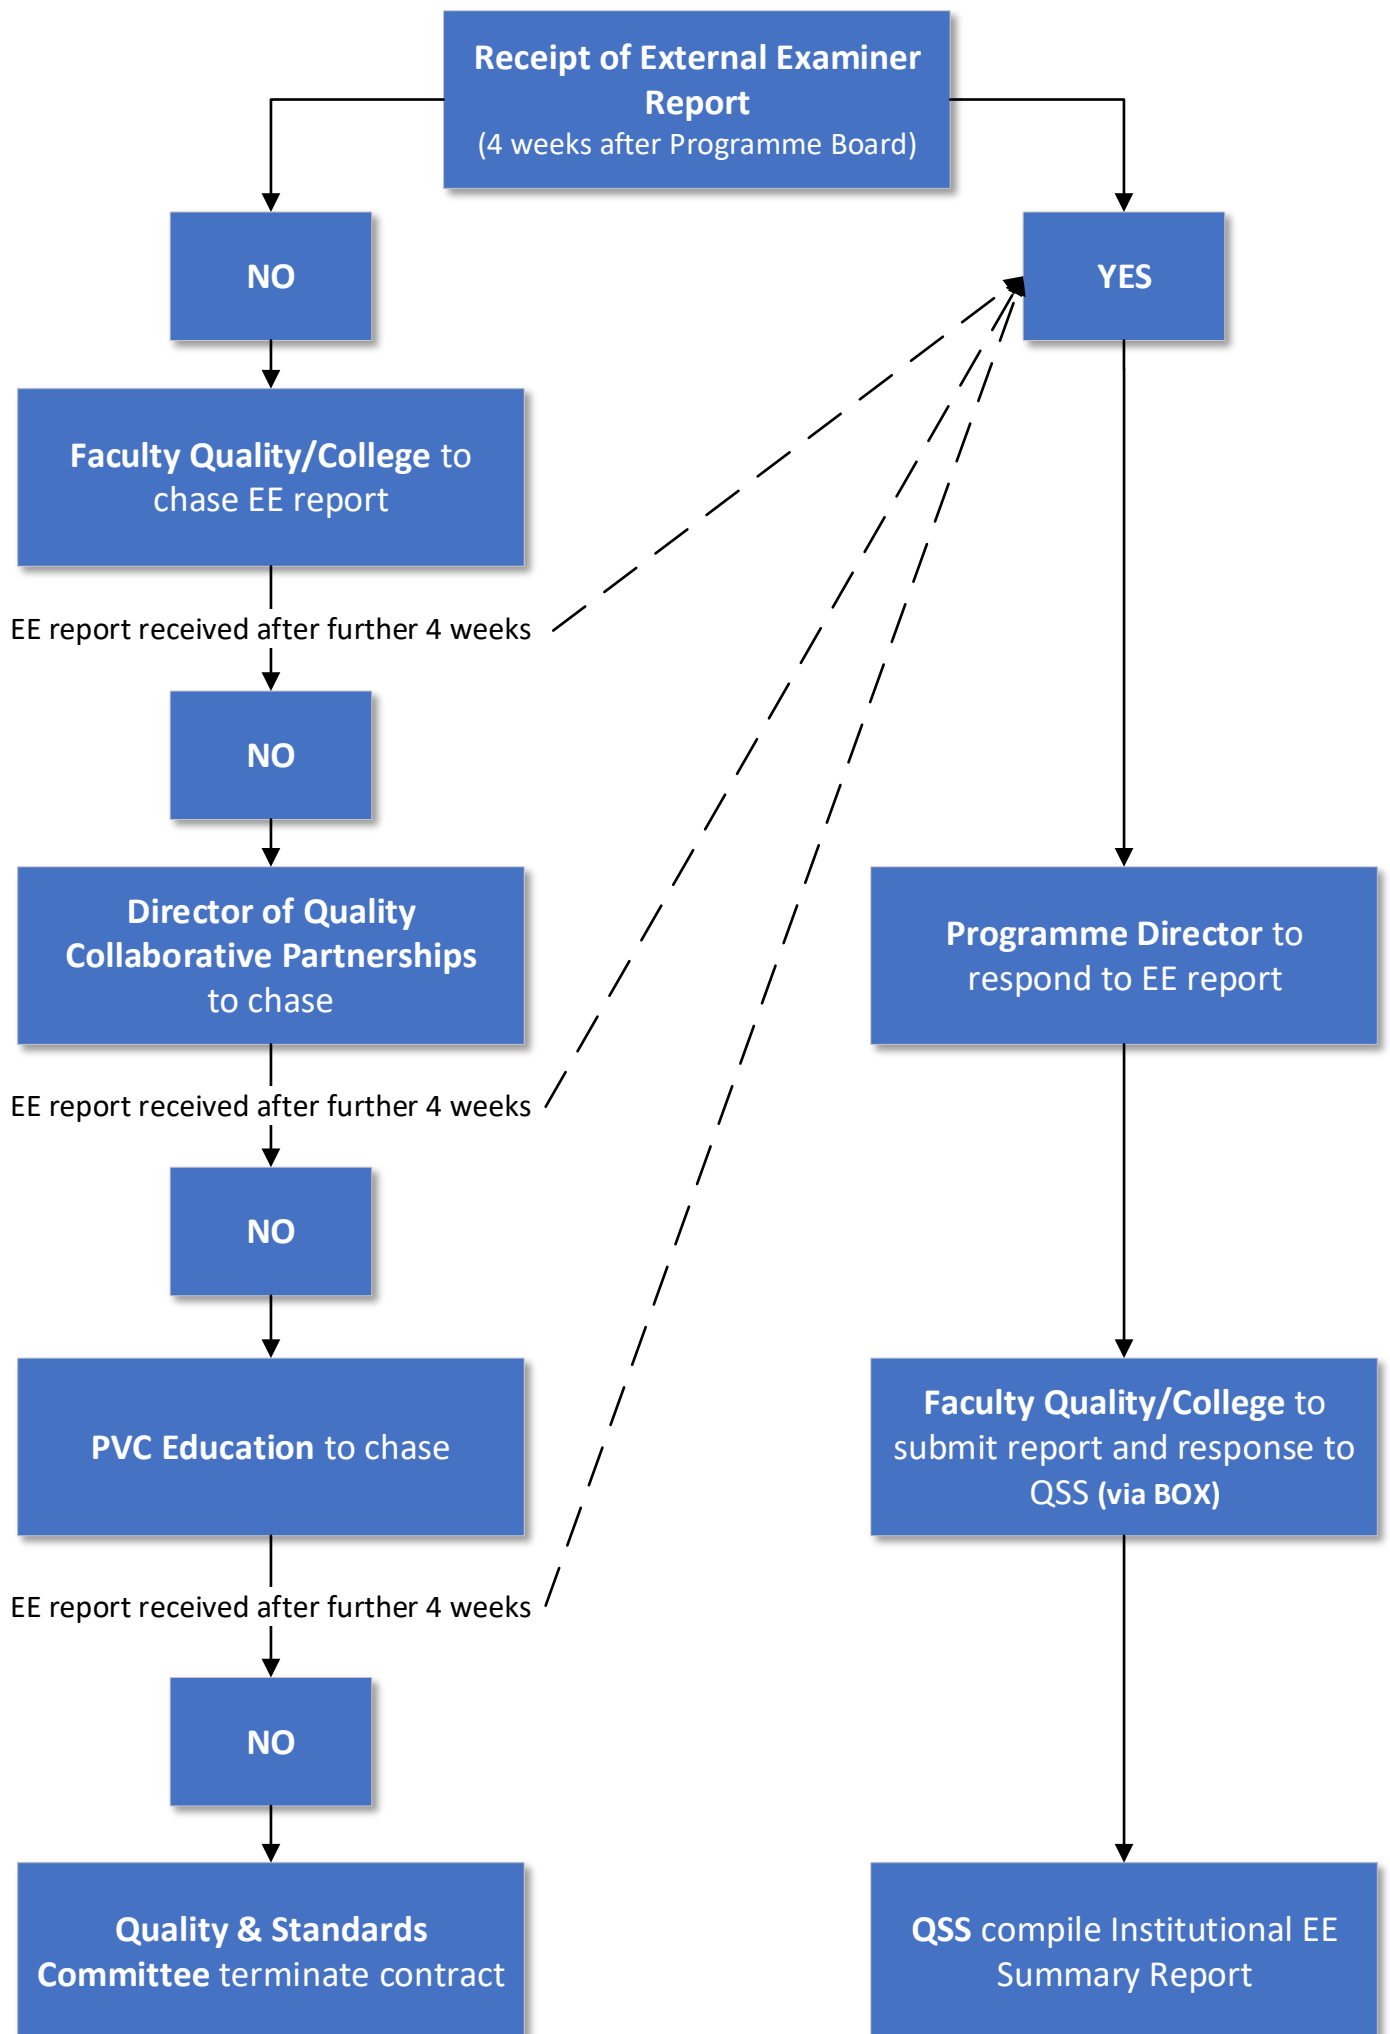 Receipt of External Examiner
Report
(4 weeks after Programme Board)
NO
YES
Faculty Quality/College to
chase EE report
EE report received after further 4 weeks
NO
Director of Quality
Collaborative Partnerships
to chase
Programme Director to
respond to EE report
EE report received after further 4 weeks
NO
PVC Education to chase
Faculty Quality/College to
submit report and response to
QSS (via BOX)
EE report received after further 4 weeks
NO
Quality & Standards
Committee terminate contract
QSS compile Institutional EE
Summary Report